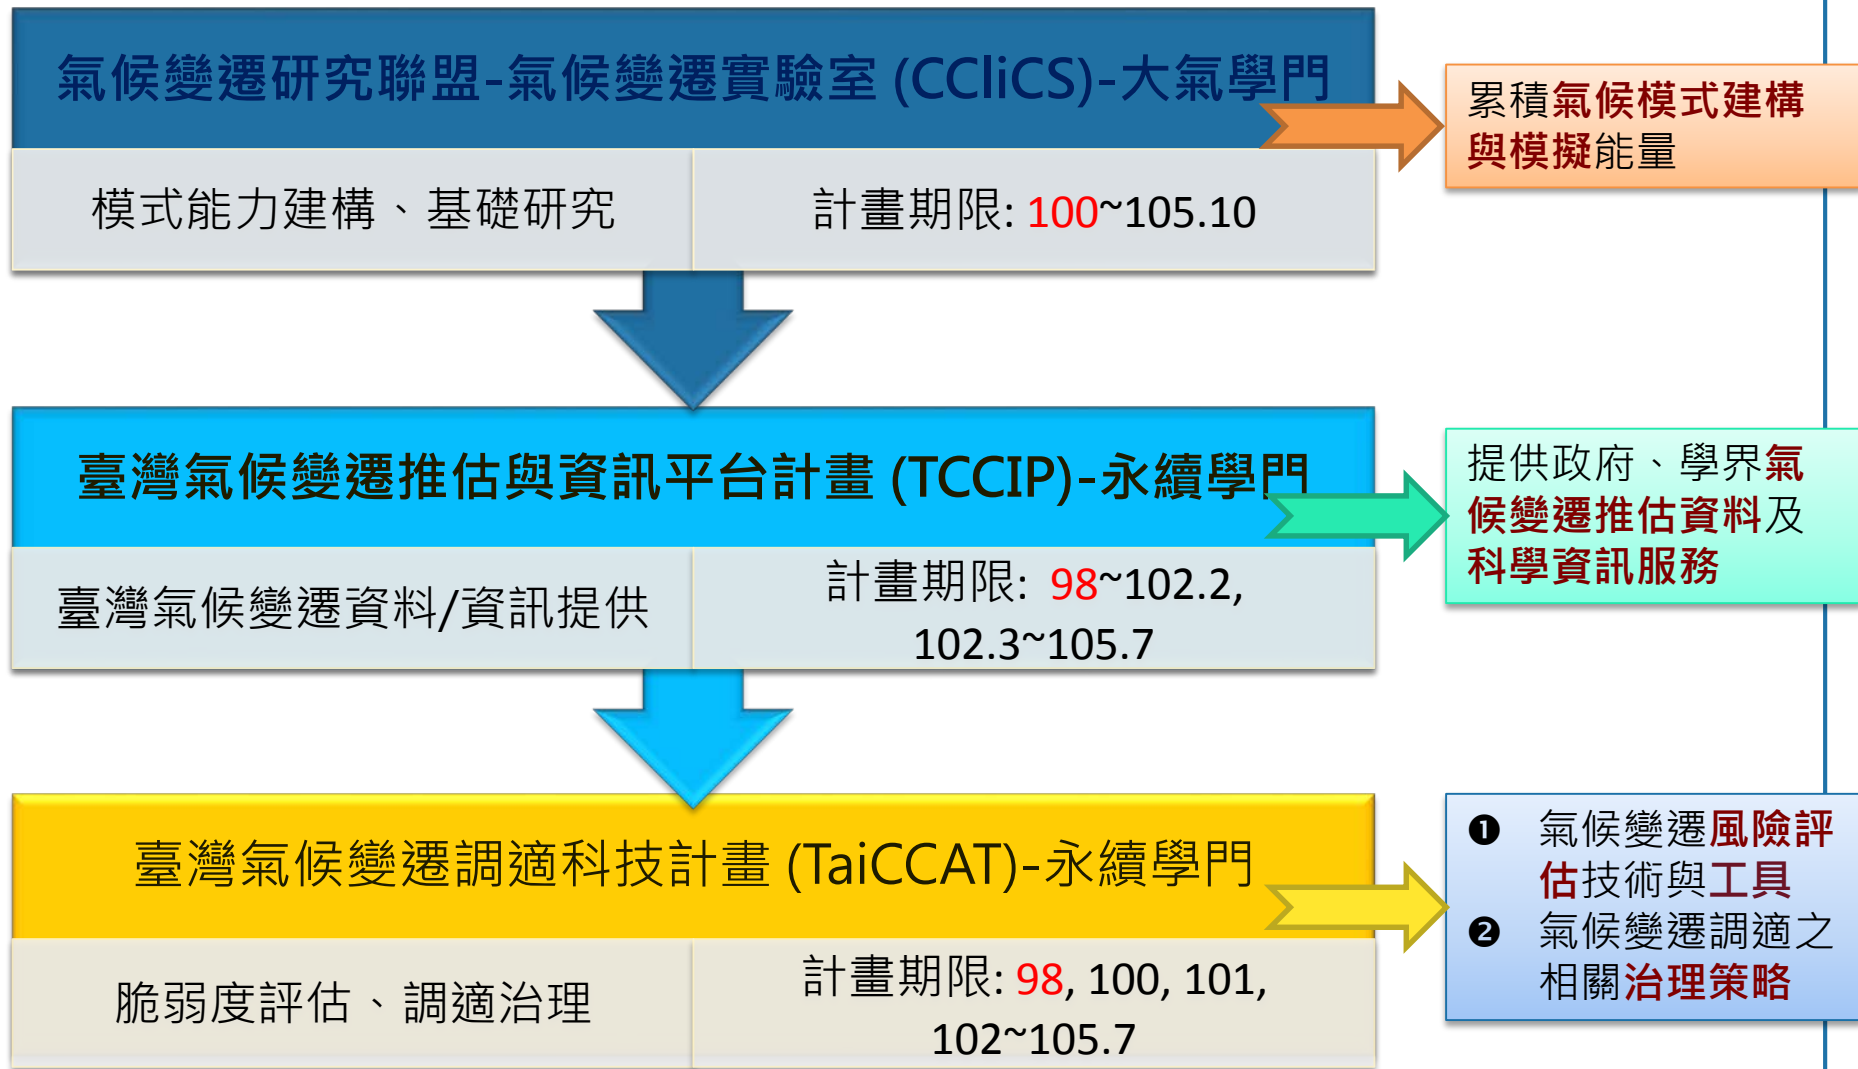 氣候變遷研究聯盟-氣候變遷實驗室 (CCliCS)-大氣學門
模式能力建構、基礎研究
計畫期限: 100~105.10
累積氣候模式建構
與模擬能量
臺灣氣候變遷推估與資訊平台計畫 (TCCIP)-永續學門
臺灣氣候變遷資料/資訊提供
計畫期限: 98~102.2,
102.3~105.7
提供政府、學界氣
候變遷推估資料及
科學資訊服務
臺灣氣候變遷調適科技計畫 (TaiCCAT)-永續學門
脆弱度評估、調適治理
計畫期限: 98, 100, 101,
102~105.7
❶ 氣候變遷風險評
估技術與工具
❷ 氣候變遷調適之
相關治理策略